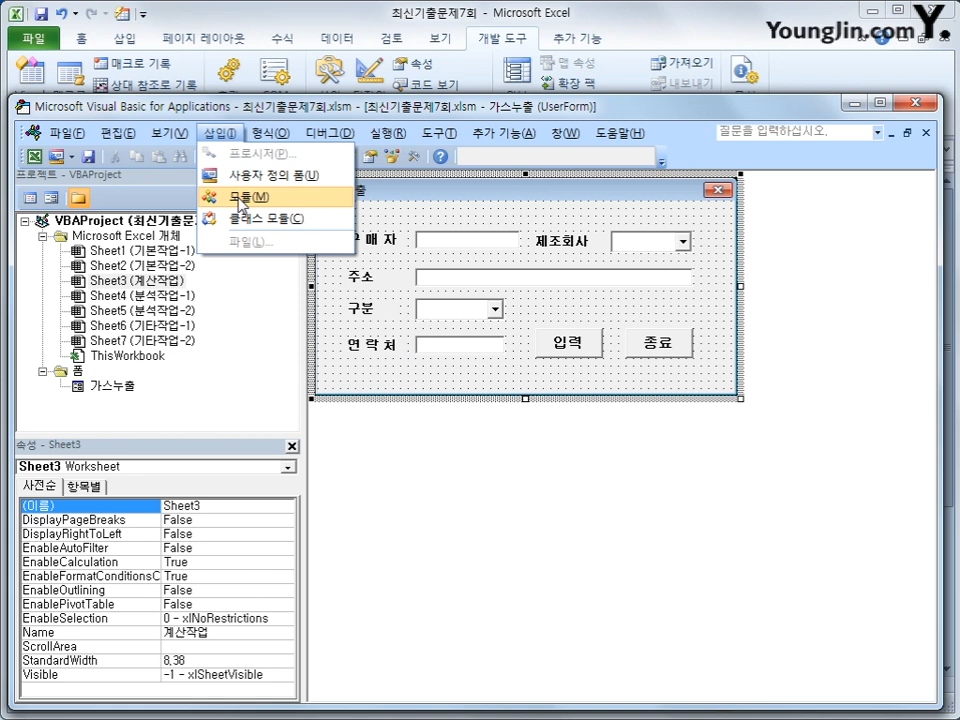 최신기출문제7회 - Microsoft Excel
Younglin.com
파일 홈 삽입 페이지 레이아웃 수식 데이터 검토 보기 개발 도구 추가 기능
매크로 기록 속성 맵 속성 가져오기
상대 참조로 기록 코드 보기 확장 팩 내보내기
Microsoft Visual Basic for Applications - 최신기출문제7회.xlsm - [최신기출문제7회.xlsm - 가스누출 (UserForm)]
파일(F) 편집(E) 보기(V) 삽입(I) 형식(O) 디버그(D) 실행(R) 도구(T) 추가 기능(A) 창(W) 도움말(H) 질문을 입력하십시오.
프로시저(P)...
사용자 정의 폼(U)
모듈(M)
클래스 모듈(C)
파일(L)...
프로젝트 - VBAProject
VBAProject (최신기출문
Microsoft Excel 개체
Sheet1 (기본작업-1)
Sheet2 (기본작업-2)
Sheet3 (계산작업)
Sheet4 (분석작업-1)
Sheet5 (분석작업-2)
Sheet6 (기타작업-1)
Sheet7 (기타작업-2)
ThisWorkbook
폼
가스누출
출
구 매 자 제조회사
주소
구분
연 락 처 입력 종료
속성 - Sheet3
Sheet3 Worksheet
사전순 항목별
(이름) Sheet3
DisplayPageBreaks False
DisplayRightToLeft False
EnableAutoFilter False
EnableCalculation True
EnableFormatConditionsC True
EnableOutlining False
EnablePivotTable False
EnableSelection 0 - xlNoRestrictions
Name 계산작업
ScrollArea
StandardWidth 8,38
Visible -1 - xlSheetVisible